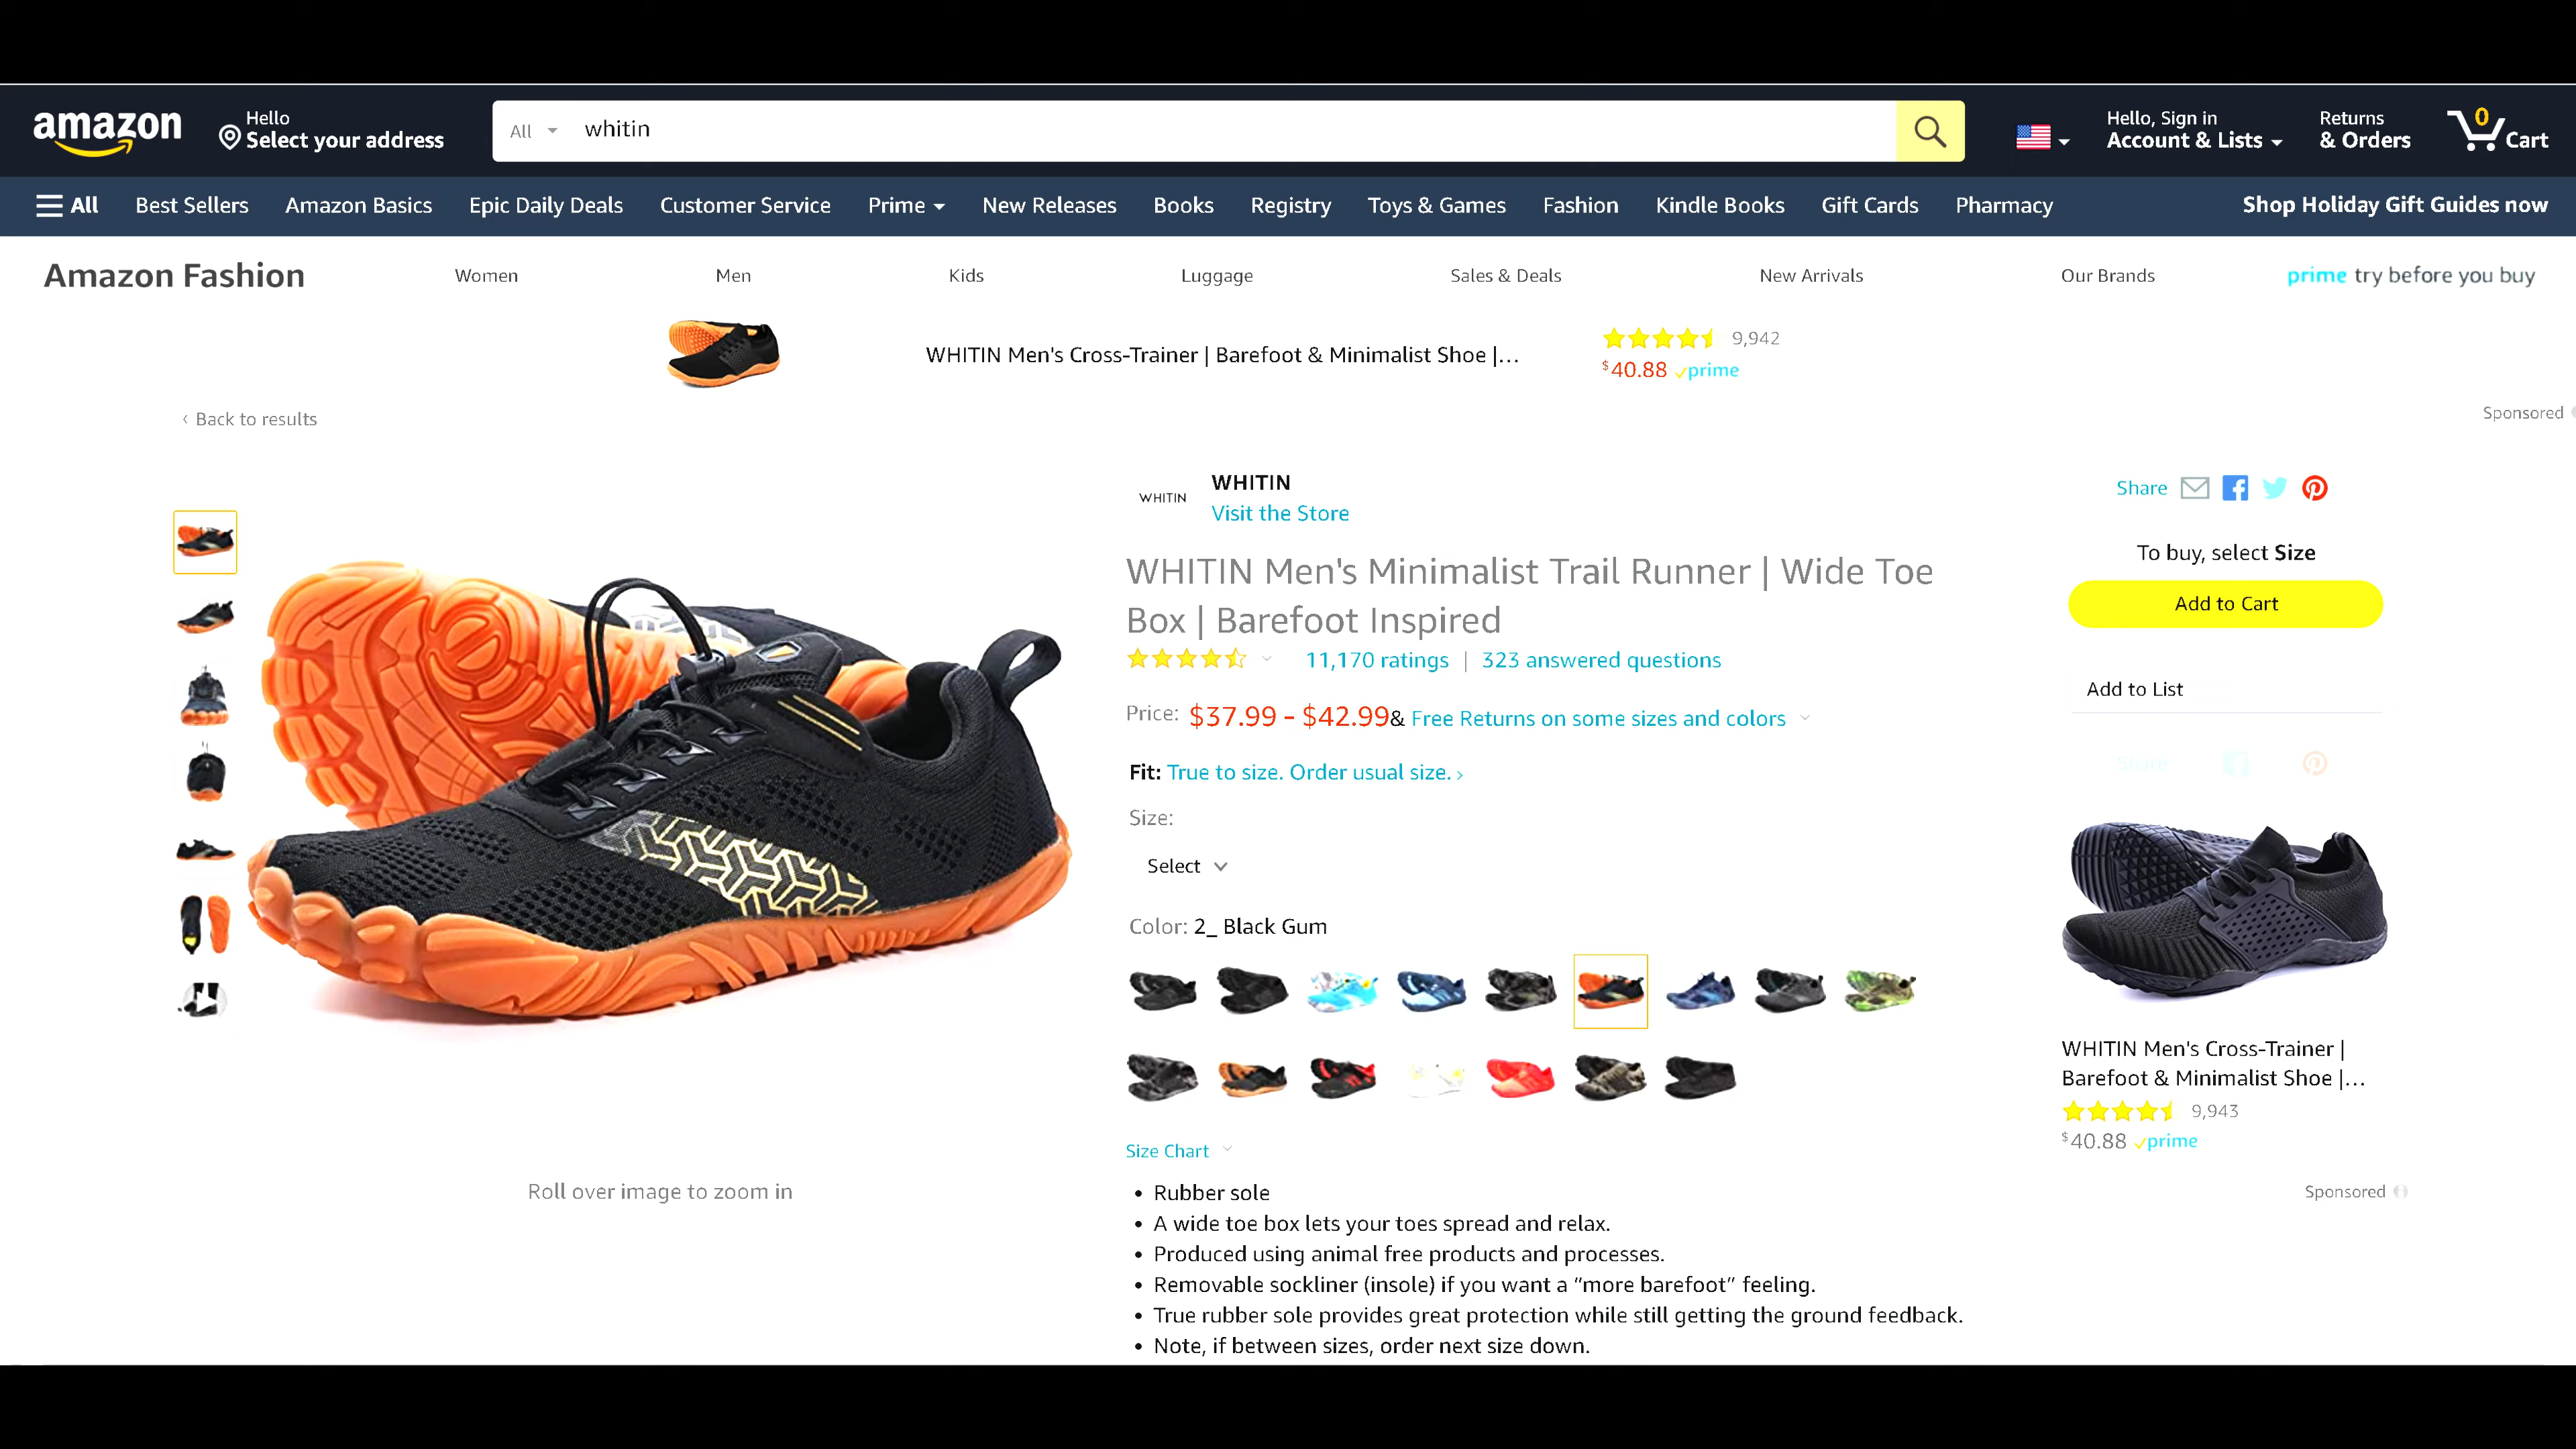 amazon
Hello
Select your address
All
whitin
Hello, Sign in
Account & Lists
Returns
& Orders
0
Cart
All
Best Sellers
Amazon Basics
Epic Daily Deals
Customer Service
Prime
New Releases
Books
Registry
Toys & Games
Fashion
Kindle Books
Gift Cards
Pharmacy
Shop Holiday Gift Guides now
Amazon Fashion
Women
Men
Kids
Luggage
Sales & Deals
New Arrivals
Our Brands
prime try before you buy
WHITIN Men's Cross-Trainer | Barefoot & Minimalist Shoe |...
9,942
$40.88 prime
‹ Back to results
Sponsored
WHITIN
WHITIN
Visit the Store
WHITIN Men's Minimalist Trail Runner | Wide Toe
Box | Barefoot Inspired
11,170 ratings | 323 answered questions
Price: $37.99 - $42.99& Free Returns on some sizes and colors
Fit: True to size. Order usual size. ›
Size:
Select
Color: 2_ Black Gum
Size Chart
• Rubber sole
• A wide toe box lets your toes spread and relax.
• Produced using animal free products and processes.
• Removable sockliner (insole) if you want a “more barefoot” feeling.
• True rubber sole provides great protection while still getting the ground feedback.
• Note, if between sizes, order next size down.
Roll over image to zoom in
Share
To buy, select Size
Add to Cart
Add to List
Share
WHITIN Men's Cross-Trainer |
Barefoot & Minimalist Shoe |...
9,943
$40.88 prime
Sponsored